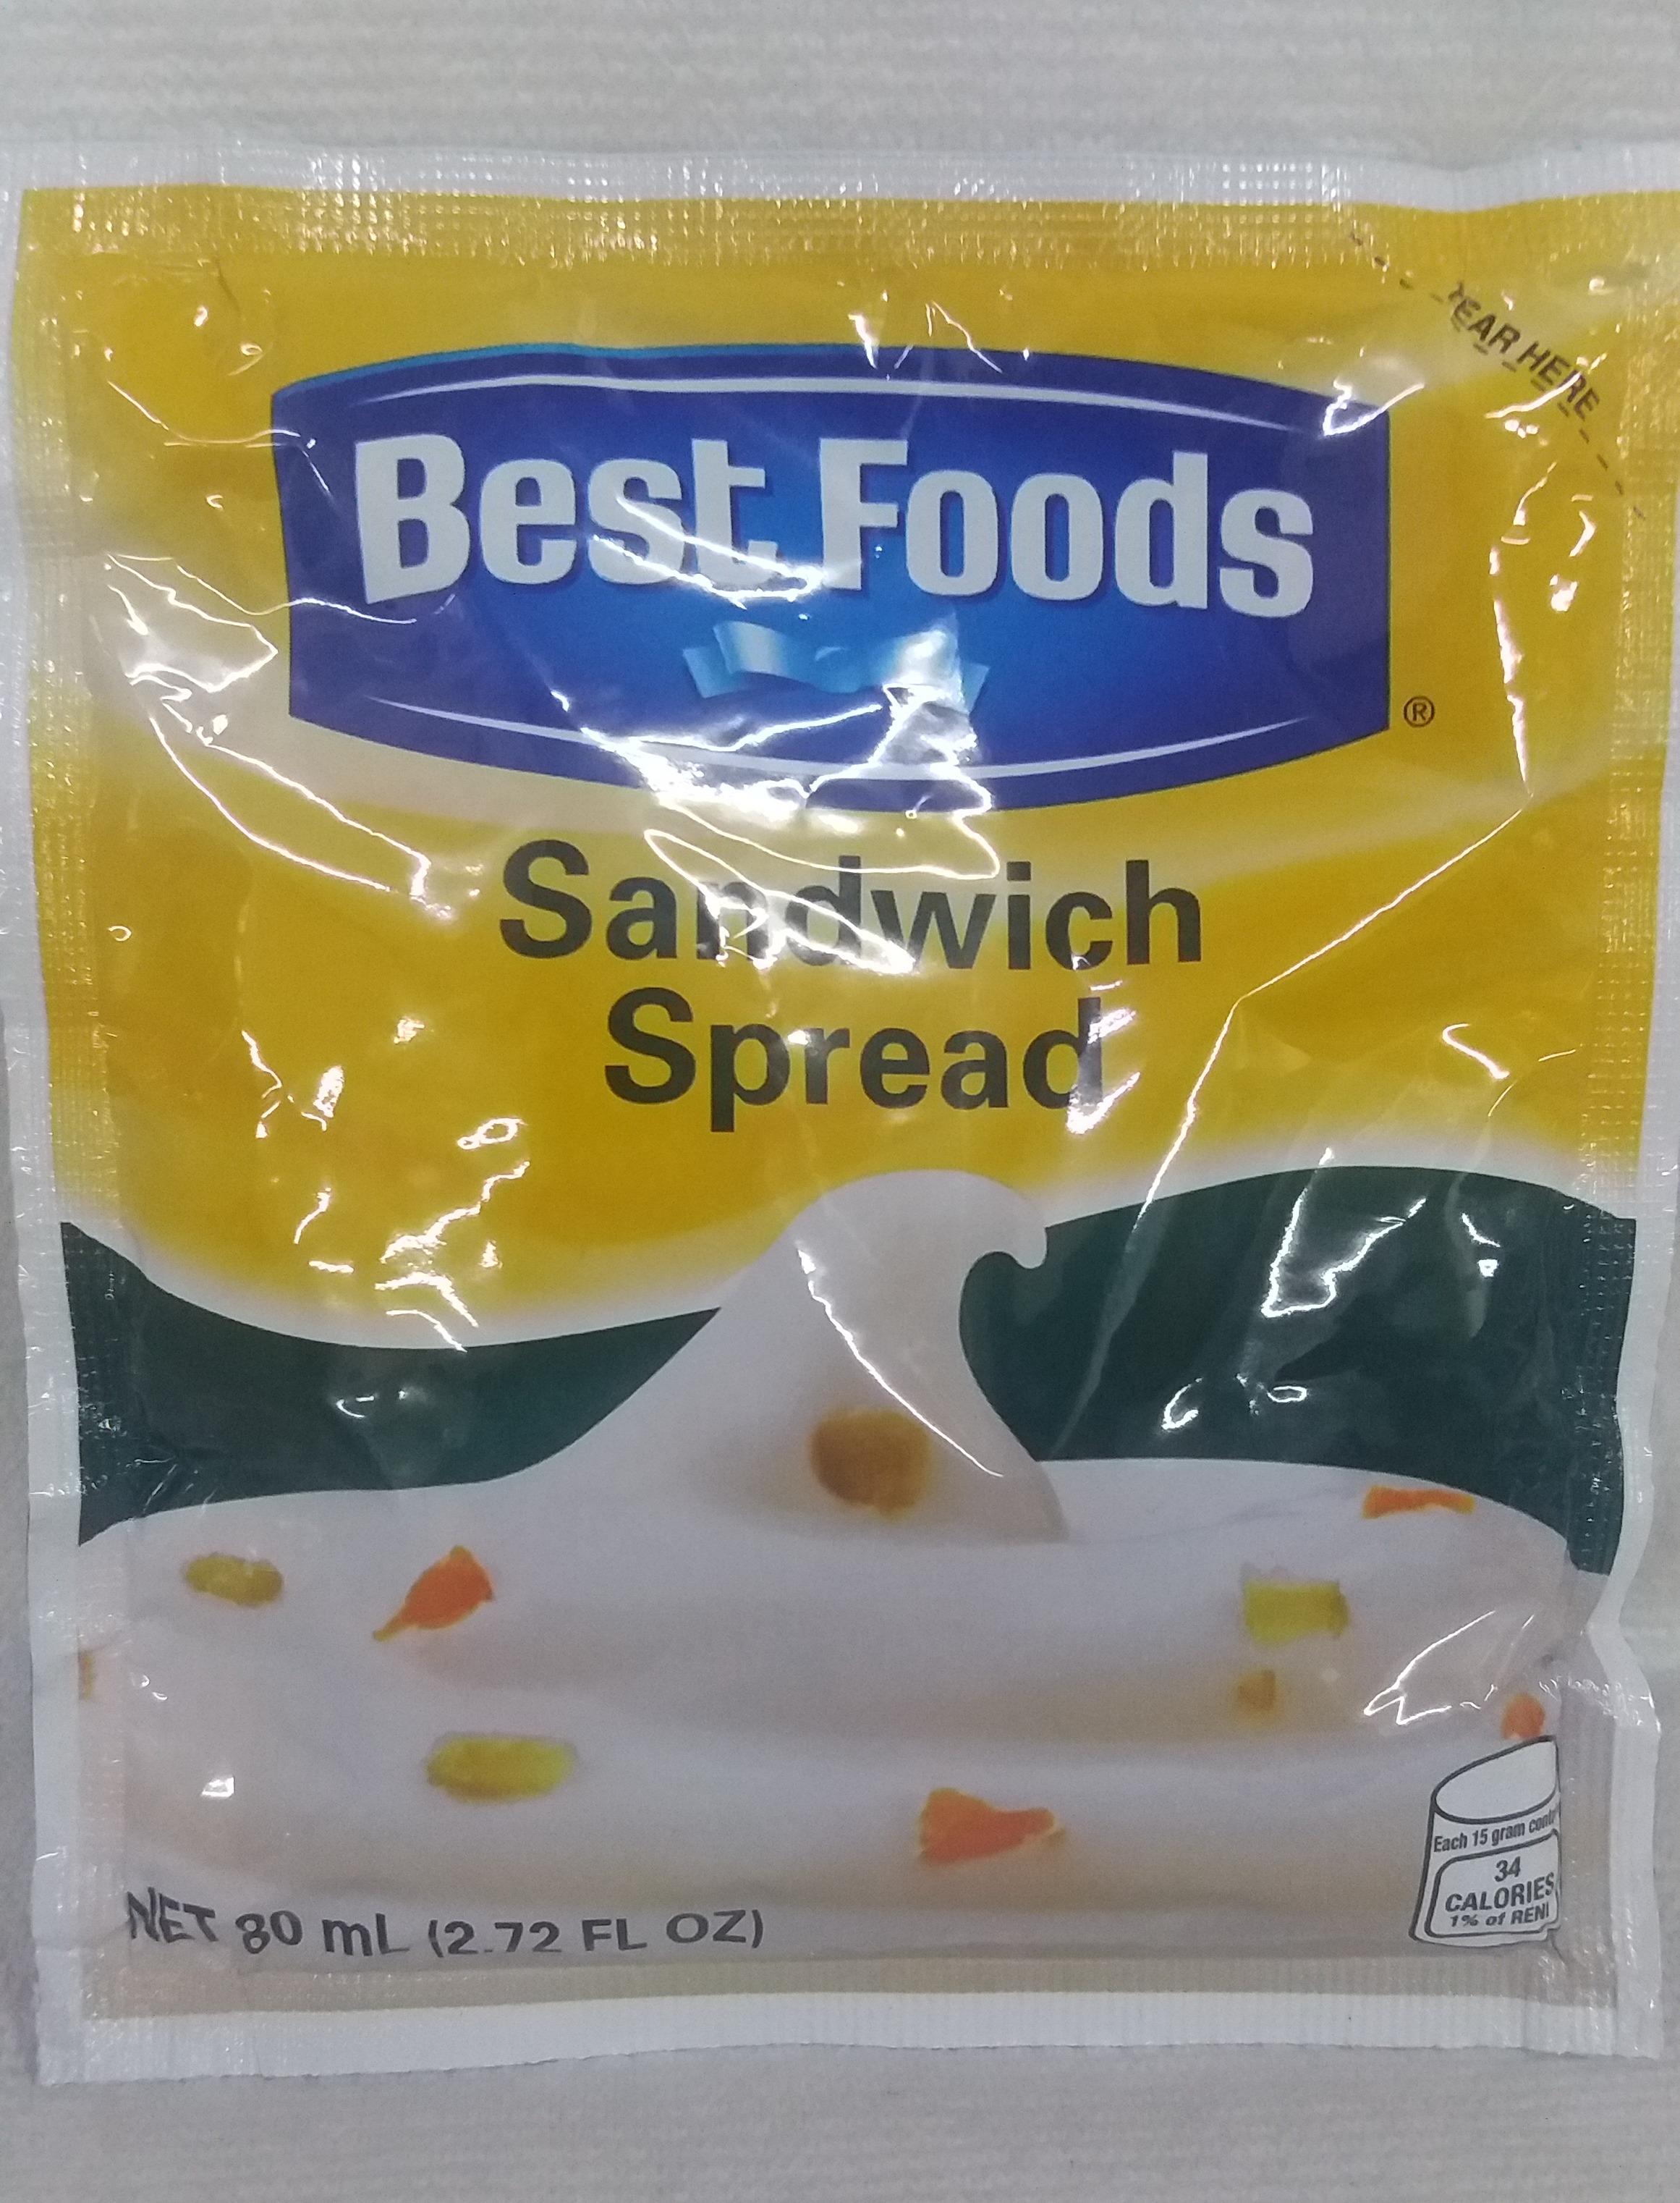 TEAR HERE
Best Foods
®
Sandwich
Spread
Each 15 gram
34
CALORIES
1% of RENI
NET 80 mL (2.72 FL OZ)